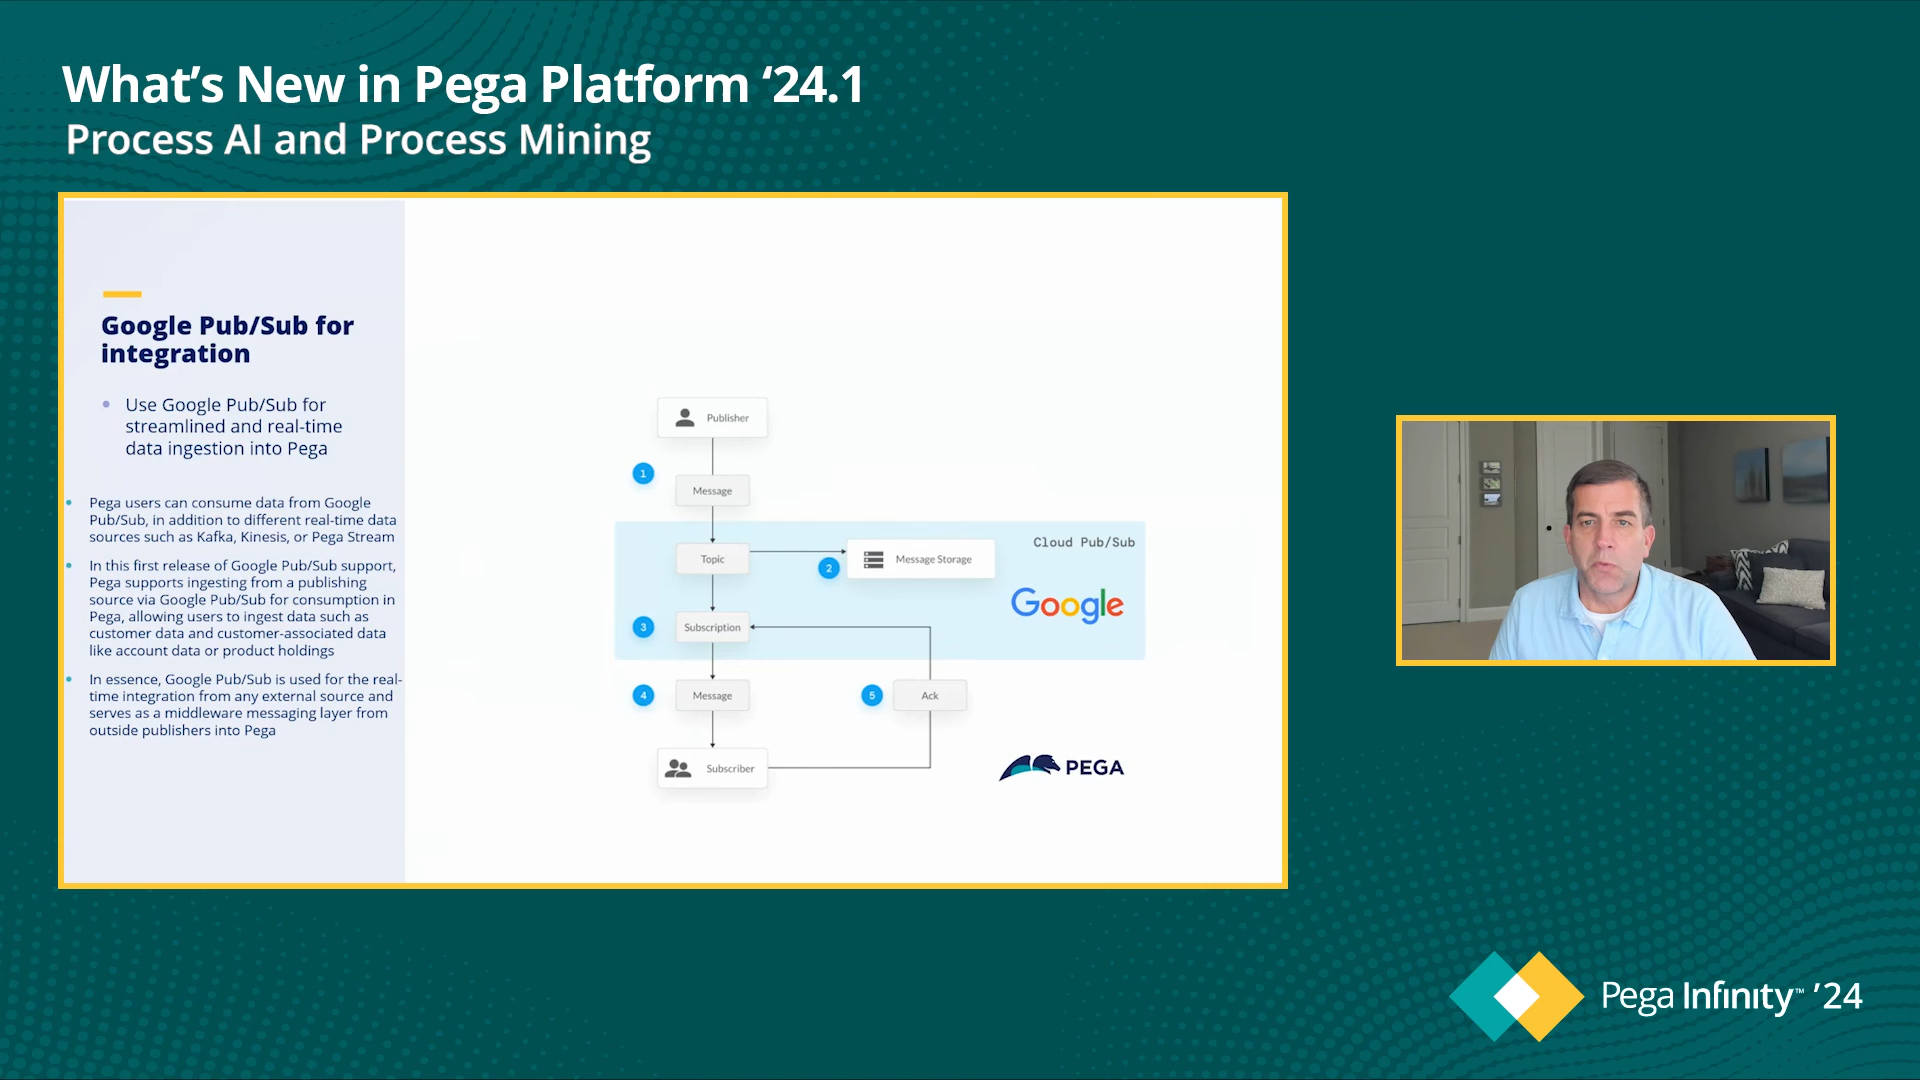 What's New in Pega Platform ‘24.1
Process AI and Process Mining
Google Pub/Sub for
integration
Use Google Pub/Sub for
streamlined and real-time
data ingestion into Pega
Pega users can consume data from Google
Pub/Sub, in addition to different real-time data
sources such as Kafka, Kinesis, or Pega Stream
In this first release of Google Pub/Sub support,
Pega supports ingesting from a publishing
source via Google Pub/Sub for consumption in
Pega, allowing users to ingest data such as
customer data and customer-associated data
like account data or product holdings
In essence, Google Pub/Sub is used for the real-
time integration from any external source and
serves as a middleware messaging layer from
outside publishers into Pega
Publisher
1
Message
Cloud Pub/Sub
Topic
Message Storage
2
Google
3
Subscription
4
Message
5
Ack
Subscriber
PEGA
Pega Infinity™ ’24